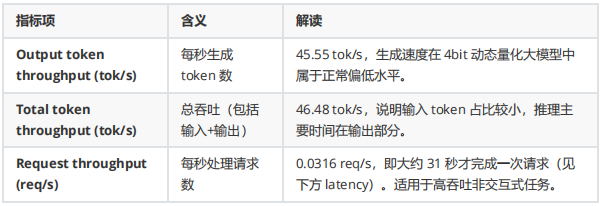 指标项 含义 解读
Output token throughput (tok/s) 每秒生成 token 数 45.55 tok/s，生成速度在 4bit 动态量化大模型中属于正常偏低水平。
Total token throughput (tok/s) 总吞吐（包括输入+输出） 46.48 tok/s，说明输入 token 占比较小，推理主要时间在输出部分。
Request throughput (req/s) 每秒处理请求数 0.0316 req/s，即大约 31 秒才完成一次请求（见下方 latency）。适用于高吞吐非交互式任务。